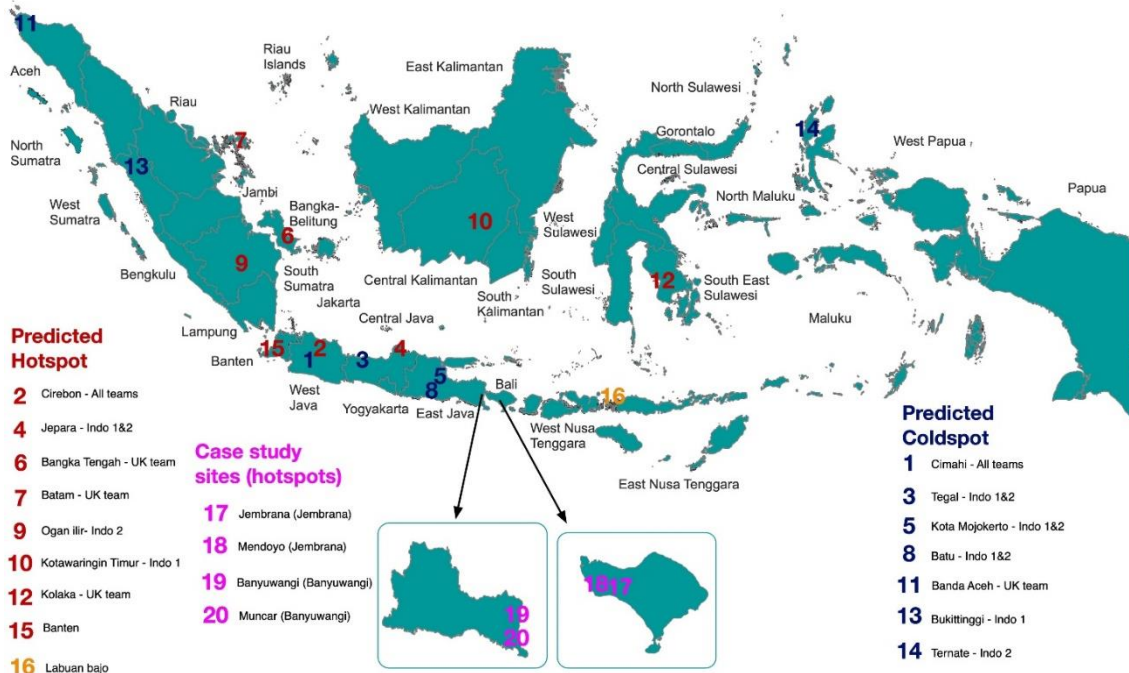 11
Aceh
Riau
Islands
East Kalimantan
North Sulawesi
Riau
West Kalimantan
7
14
Gorontalo
West Papua
North
Sumatra
13
Central Sulawesi
Papua
West
Sumatra
Jambi
Bangka-
Belitung
North Maluku
6
10
West
Sulawesi
9
Bengkulu
South
Sumatra
Central Kalimantan
South
Sulawesi
12
South East
Sulawesi
Jakarta
South
Kalimantan
Lampung
Central Java
Maluku
Banten
15
2
4
1
3
5
8
Bali
16
West
Java
Yogyakarta
East Java
West Nusa
Tenggara
East Nusa Tenggara
Predicted
Hotspot
2 Cirebon - All teams
4 Jepara - Indo 1&2
6 Bangka Tengah - UK team
7 Batam - UK team
9 Ogan ilir- Indo 2
10 Kotawaringin Timur - Indo 1
12 Kolaka - UK team
15 Banten
16 Labuan bajo
Case study
sites (hotspots)
17 Jembrana (Jembrana)
18 Mendoyo (Jembrana)
19 Banyuwangi (Banyuwangi)
20 Muncar (Banyuwangi)
19
20
18 17
Predicted
Coldspot
1 Cimahi - All teams
3 Tegal - Indo 1&2
5 Kota Mojokerto - Indo 1&2
8 Batu - Indo 1&2
11 Banda Aceh - UK team
13 Bukittinggi - Indo 1
14 Ternate - Indo 2